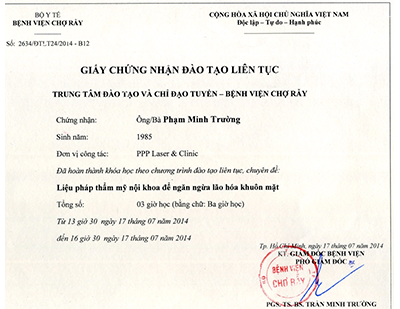 BỘ Y TẾ
BỆNH VIỆN CHỢ RẪY
CỘNG HÒA XÃ HỘI CHỦ NGHĨA VIỆT NAM
Độc lập - Tự do - Hạnh phúc
Số: 2634/ĐTLT24/2014 - B12
GIẤY CHỨNG NHẬN ĐÀO TẠO LIÊN TỤC
TRUNG TÂM ĐÀO TẠO VÀ CHỈ ĐẠO TUYẾN – BỆNH VIỆN CHỢ RẪY
Chứng nhận: Ông/Bà Phạm Minh Trường
Sinh năm: 1985
Đơn vị công tác: PPP Laser & Clinic
Đã hoàn thành khóa học theo chương trình đào tạo liên tục, chuyên đề:
Liệu pháp thẩm mỹ nội khoa để ngăn ngừa lão hóa khuôn mặt
Tổng số: 03 giờ học (bằng chữ: Ba giờ học)
Từ 13 giờ 30 ngày 17 tháng 07 năm 2014
đến 16 giờ 30 ngày 17 tháng 07 năm 2014
Tp. Hồ Chí Minh, ngày 17 tháng 07 năm 2014
KT. GIÁM ĐỐC BỆNH VIỆN
PHÓ GIÁM ĐỐC
BỆNH VIỆN
CHỢ RẪY
PGS. TS. BS. TRẦN MINH TRƯỜNG